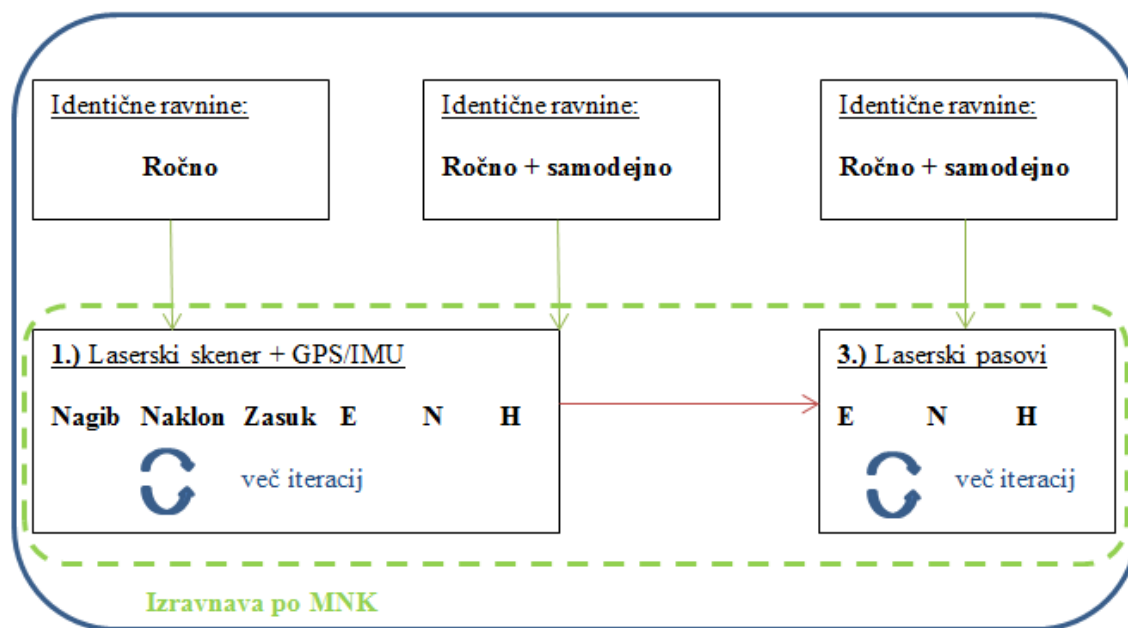 Identične ravnine:
Ročno
Identične ravnine:
Ročno + samodejno
Identične ravnine:
Ročno + samodejno
1.) Laserski skener + GPS/IMU
Nagib Naklon Zasuk E N H
več iteracij
3.) Laserski pasovi
E N H
več iteracij
Izravnava po MNK